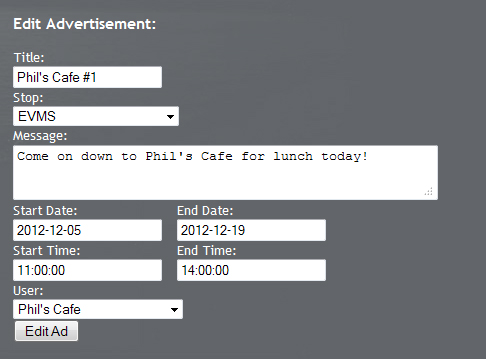 Edit Advertisement:
Title:
Phil's Cafe #1
Stop:
EVMS
Message:
Come on down to Phil's Cafe for lunch today!
Start Date: End Date:
2012-12-05 2012-12-19
Start Time: End Time:
11:00:00 14:00:00
User:
Phil's Cafe
Edit Ad